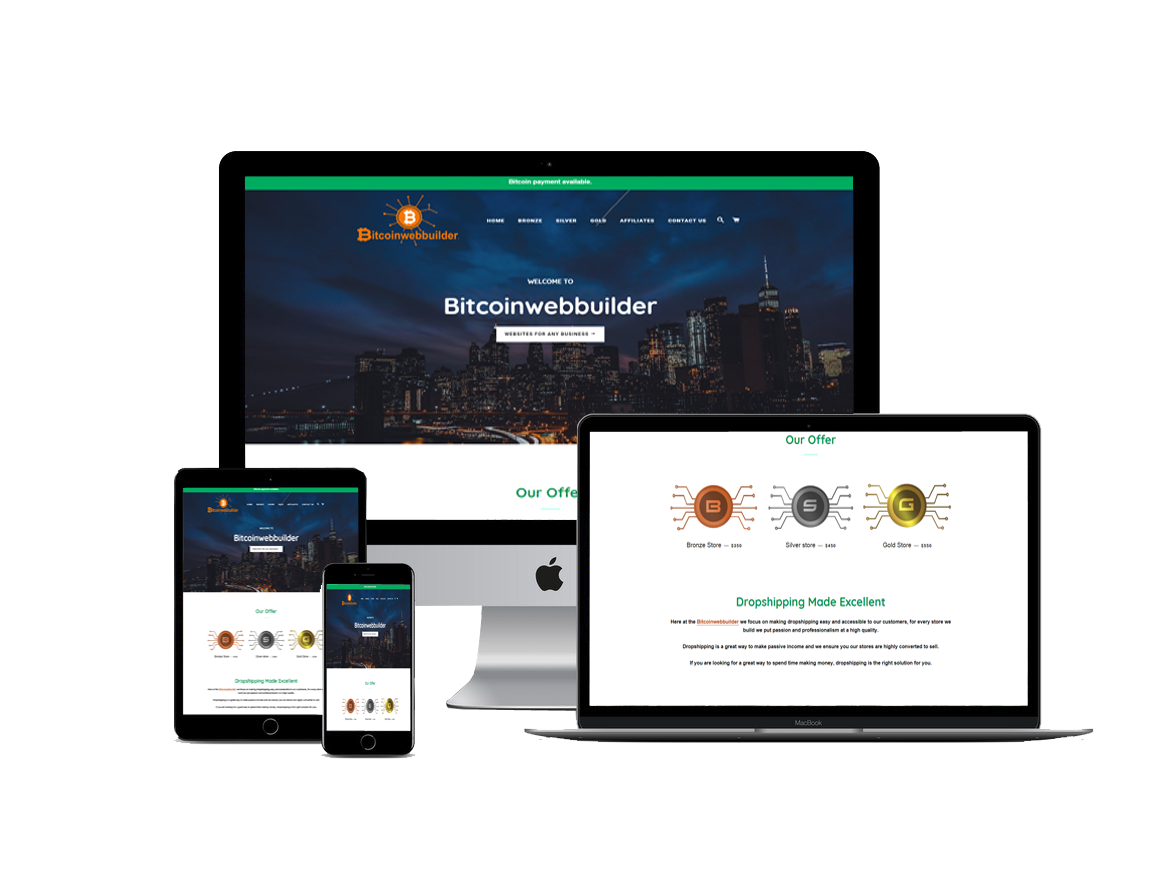 Bitcoin payment available.
Bitcoinwebbuilder
HOME BRONZE SILVER GOLD AFFILIATES CONTACT US
WELCOME TO
Bitcoinwebbuilder
WEBSITES FOR ANY BUSINESS →
Our Offe
Our Offer
B S G
Bronze Store — $350 Silver store — $450 Gold Store — $550
Dropshipping Made Excellent
Here at the Bitcoinwebbuilder we focus on making dropshipping easy and accessible to our customers, for every store we
build we put passion and professionalism at a high quality.
Dropshipping is a great way to make passive income and we ensure you our stores are highly converted to sell.
If you are looking for a great way to spend time making money, dropshipping is the right solution for you.
MacBook
Bitcoinwebbuilder
WELCOME TO
Bitcoinwebbuilder
Our Offer
B S G
Bronze Store Silver store Gold Store
Dropshipping Made Excellent
Bitcoinwebbuilder
Our Offer
B S G